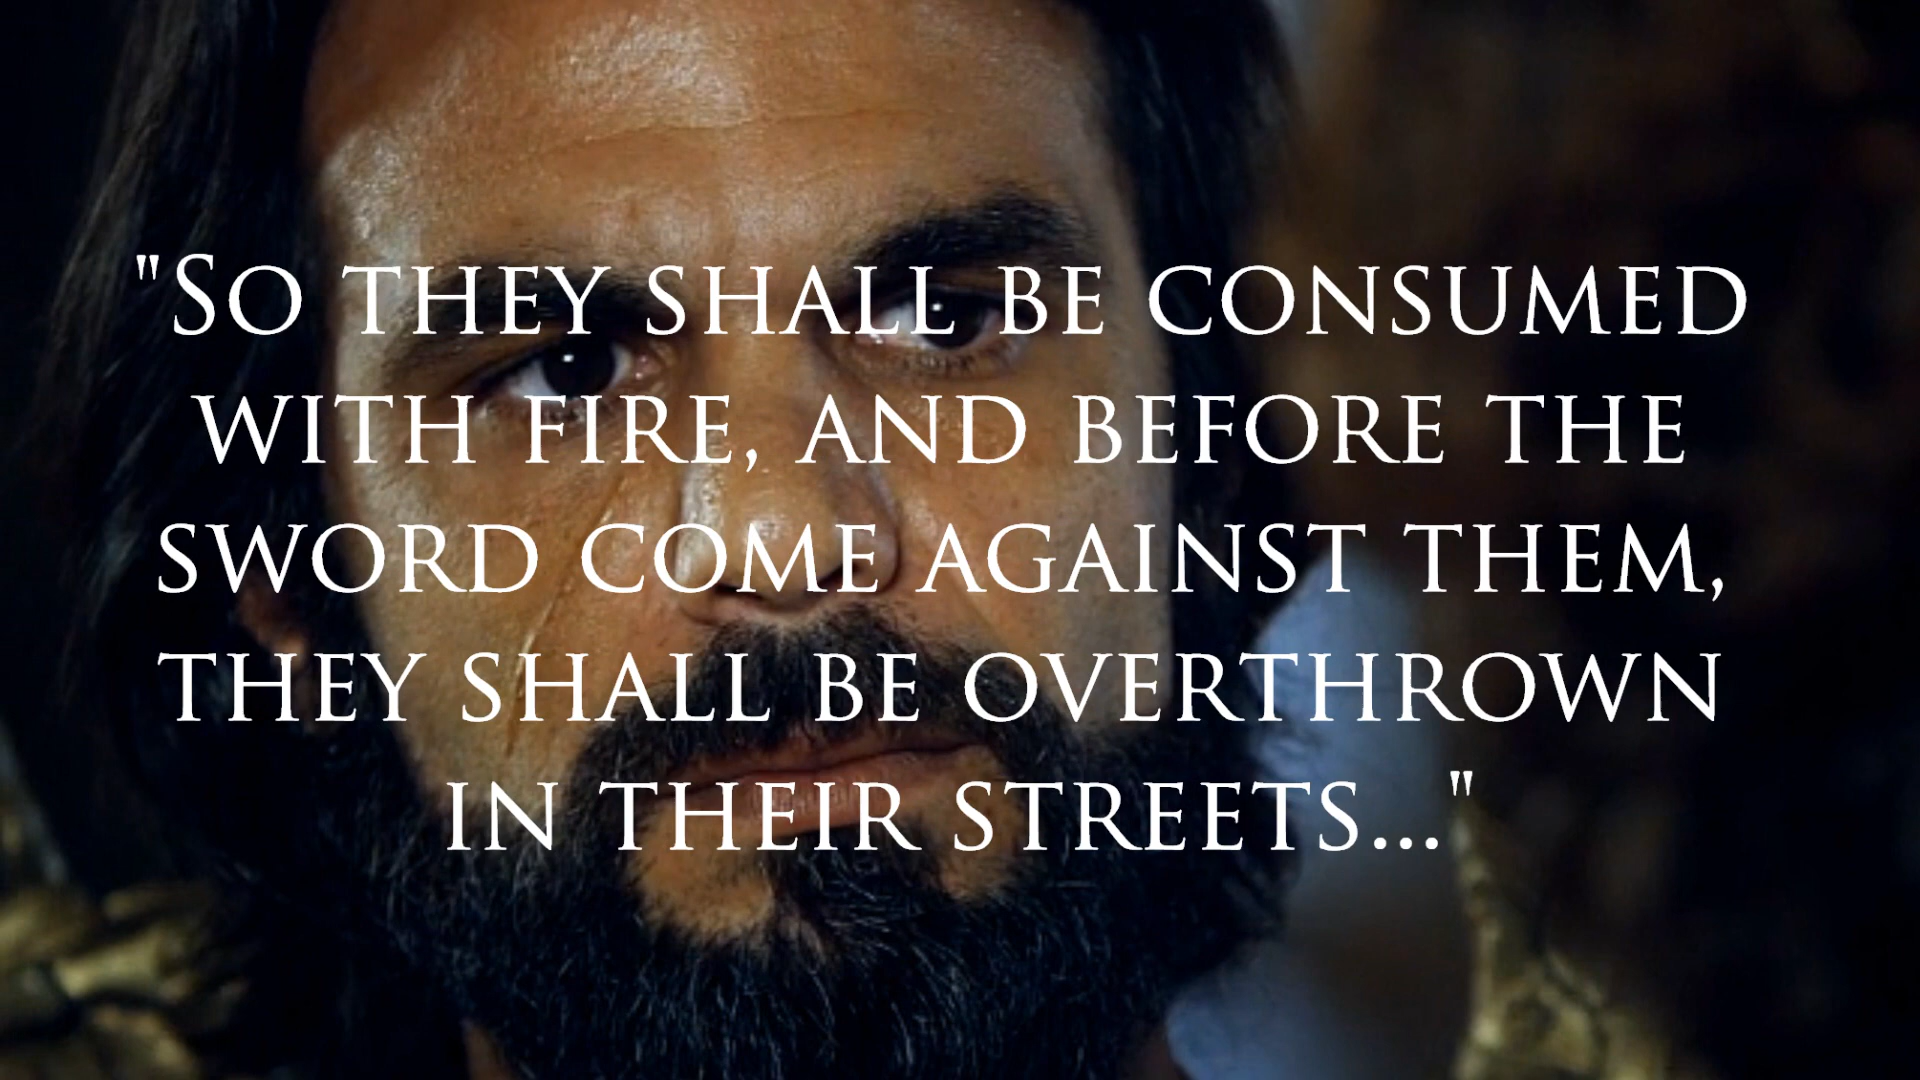 "So they shall be consumed
with fire, and before the
sword come against them,
they shall be overthrown
in their streets..."